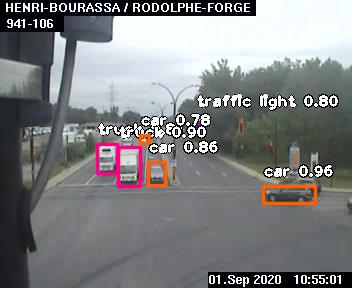 HENRI-BOURASSA / RODOLPHE-FORGE
941-106
traffic light 0.80
car 0.78
truck 0.90
car 0.86
car 0.96
01.Sep 2020 10:55:01